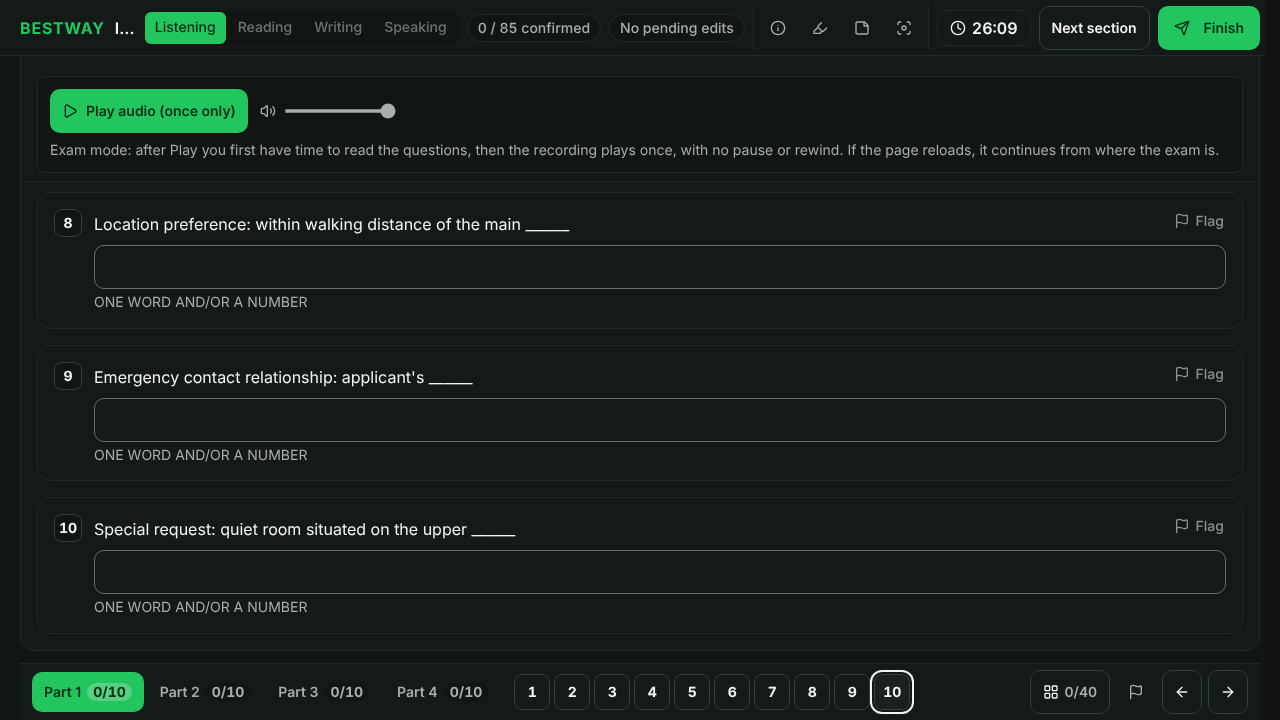 BESTWAY I... Listening Reading Writing Speaking 0 / 85 confirmed No pending edits 26:09 Next section Finish
Play audio (once only)
Exam mode: after Play you first have time to read the questions, then the recording plays once, with no pause or rewind. If the page reloads, it continues from where the exam is.
8 Location preference: within walking distance of the main ______ Flag
ONE WORD AND/OR A NUMBER
9 Emergency contact relationship: applicant's ______ Flag
ONE WORD AND/OR A NUMBER
10 Special request: quiet room situated on the upper ______ Flag
ONE WORD AND/OR A NUMBER
Part 1 0/10 Part 2 0/10 Part 3 0/10 Part 4 0/10 1 2 3 4 5 6 7 8 9 10 0/40